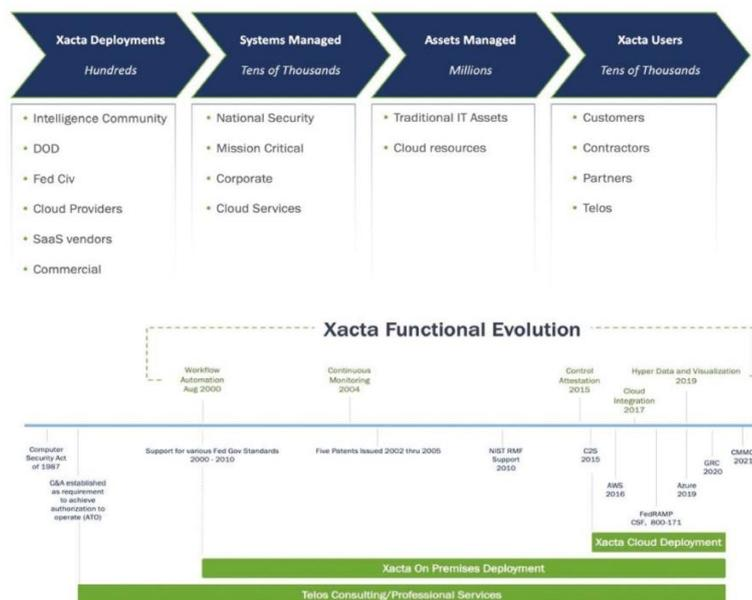 Xacta Deployments
Hundreds
Systems Managed
Tens of Thousands
Assets Managed
Millions
Xacta Users
Tens of Thousands
• Intelligence Community
• DOD
• Fed Civ
• Cloud Providers
• SaaS vendors
• Commercial
• National Security
• Mission Critical
• Corporate
• Cloud Services
• Traditional IT Assets
• Cloud resources
• Customers
• Contractors
• Partners
• Telos
Xacta Functional Evolution
Workflow
Automation
Aug 2000
Continuous
Monitoring
2004
Control
Attestation
2015
Cloud
Integration
2017
Hyper Data and Visualization
2019
Computer
Security Act
of 1987
C&A established
as requirement
to achieve
authorization to
operate (ATO)
Support for various Fed Gov Standards
2000 - 2010
Five Patents Issued 2002 thru 2005
NIST RMF
Support
2010
C2S
2015
AWS
2016
FedRAMP
CSF, 800-171
Azure
2019
GRC
2020
CMMC
2021
Xacta Cloud Deployment
Xacta On Premises Deployment
Telos Consulting/Professional Services